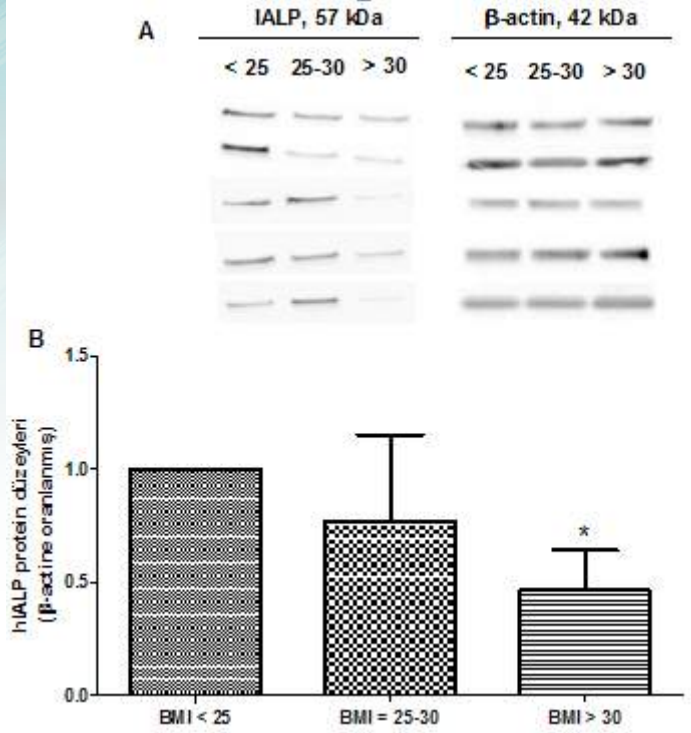 A
IALP, 57 kDa
β-actin, 42 kDa
< 25 25-30 > 30
< 25 25-30 > 30
B
hIALP protein düzeyleri
(β-actine oranlanmış)
1.5
1.0
0.5
0.0
*
BMI < 25
BMI = 25-30
BMI > 30